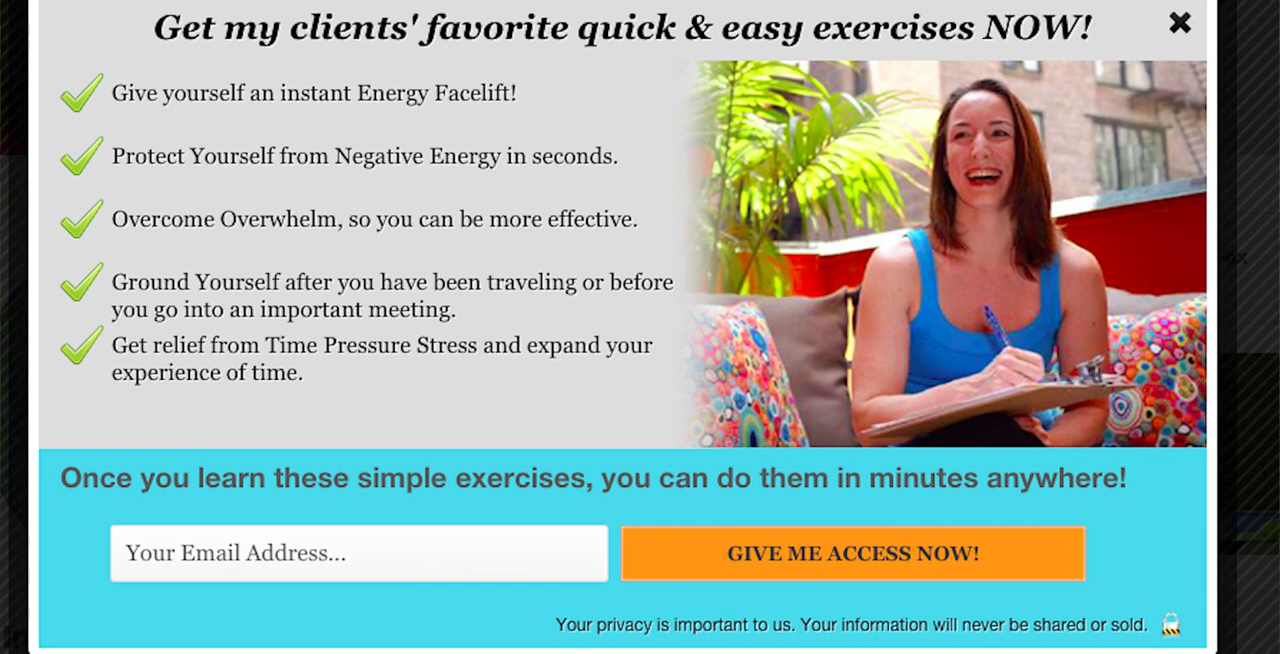 Get my clients' favorite quick & easy exercises NOW!
Give yourself an instant Energy Facelift!
Protect Yourself from Negative Energy in seconds.
Overcome Overwhelm, so you can be more effective.
Ground Yourself after you have been traveling or before
you go into an important meeting.
Get relief from Time Pressure Stress and expand your
experience of time.
Once you learn these simple exercises, you can do them in minutes anywhere!
Your Email Address...
GIVE ME ACCESS NOW!
Your privacy is important to us. Your information will never be shared or sold.